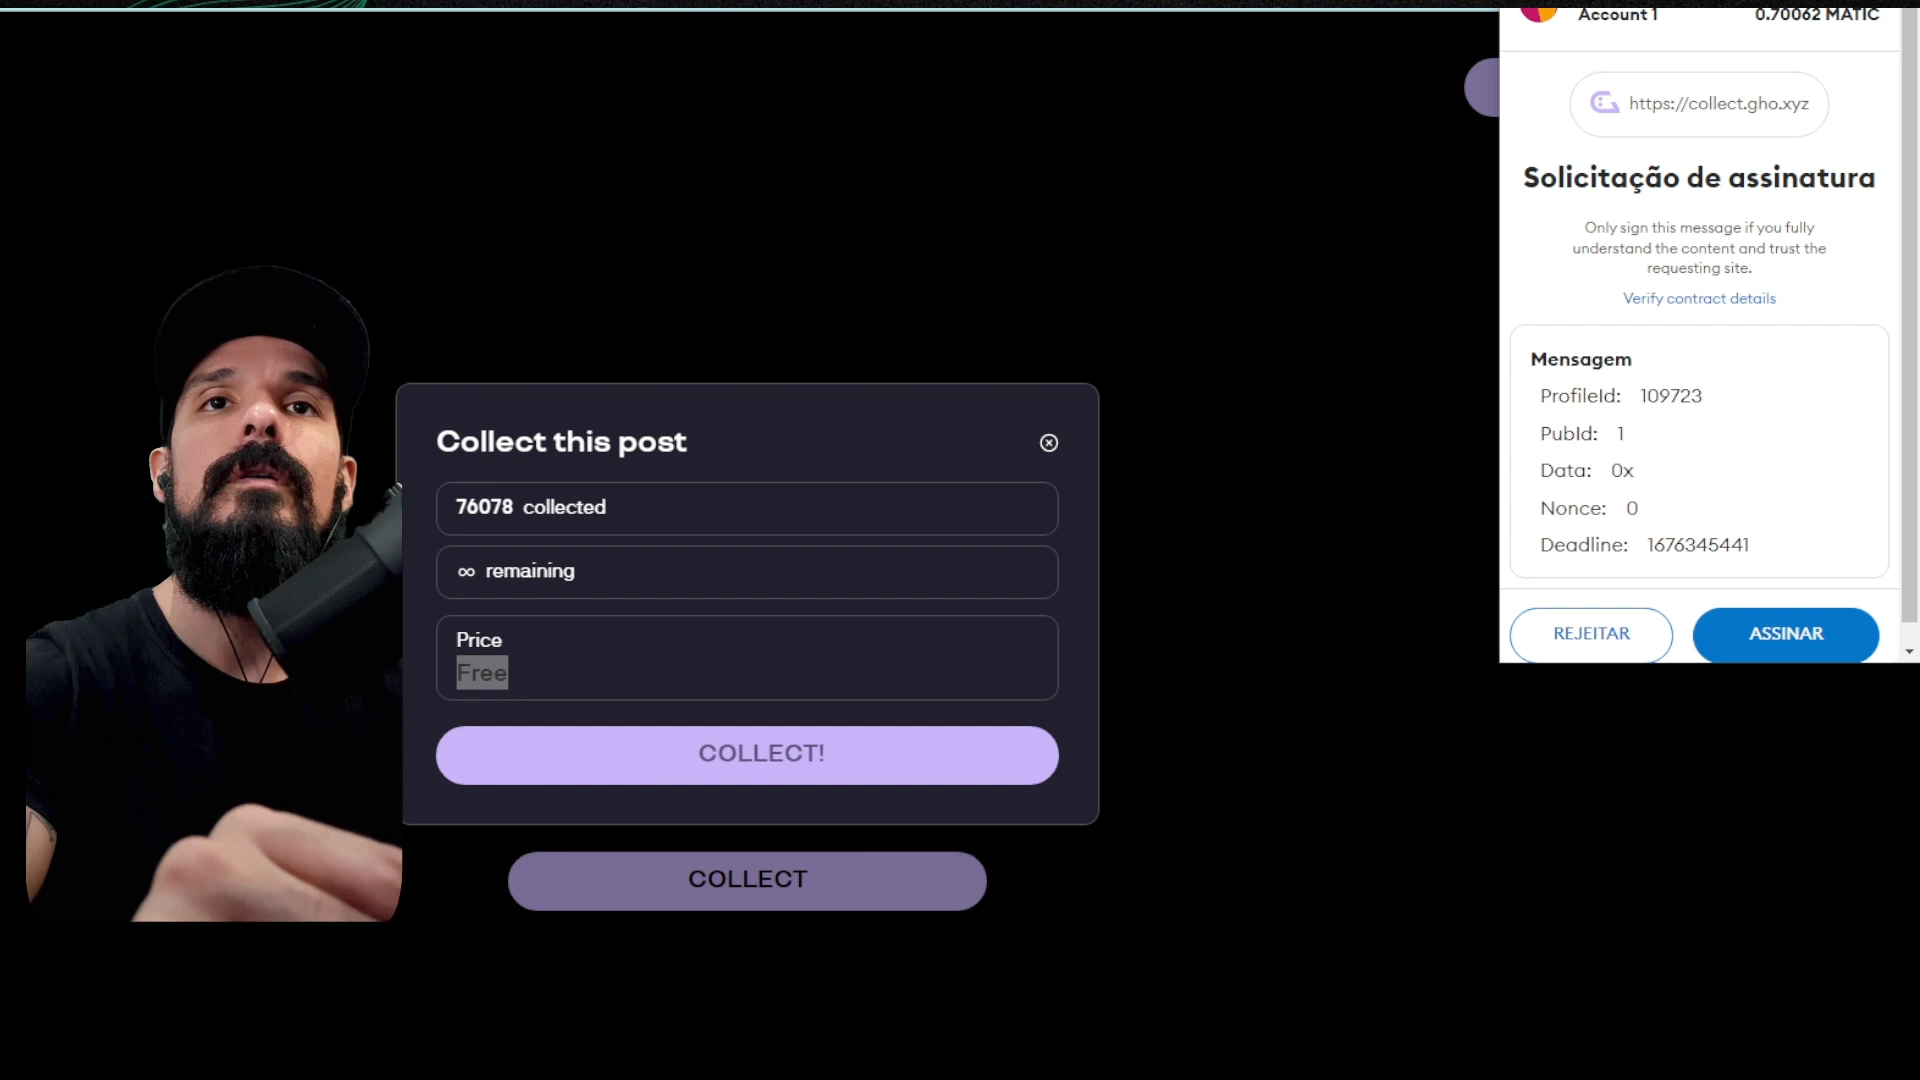 Account 1
0.70062 MATIC
https://collect.gho.xyz
Solicitação de assinatura
Only sign this message if you fully
understand the content and trust the
requesting site.
Verify contract details
Mensagem
ProfileId: 109723
PubId: 1
Data: 0x
Nonce: 0
Deadline: 1676345441
REJEITAR
ASSINAR
Collect this post
76078 collected
∞ remaining
Price
Free
COLLECT!
COLLECT